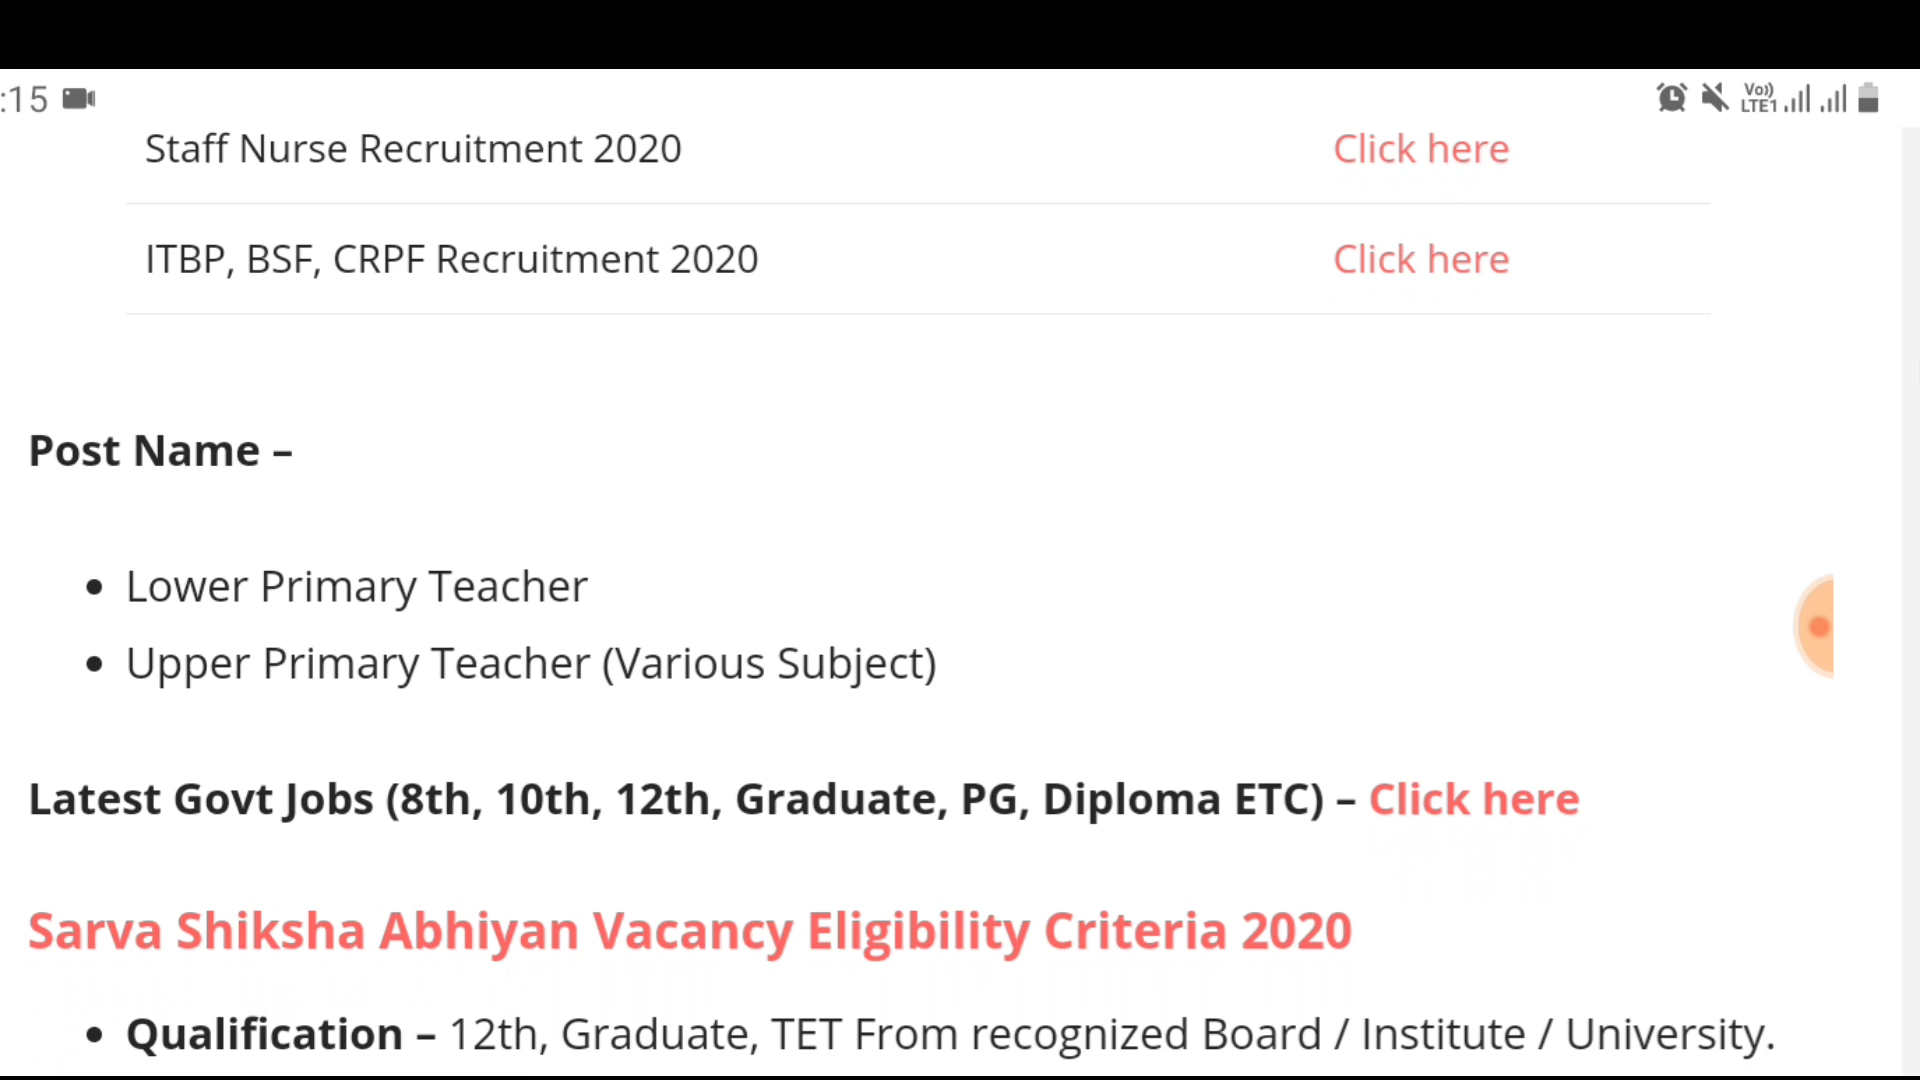 :15
Vo))
LTE1
Staff Nurse Recruitment 2020 Click here
ITBP, BSF, CRPF Recruitment 2020 Click here
Post Name –
• Lower Primary Teacher
• Upper Primary Teacher (Various Subject)
Latest Govt Jobs (8th, 10th, 12th, Graduate, PG, Diploma ETC) – Click here
Sarva Shiksha Abhiyan Vacancy Eligibility Criteria 2020
• Qualification – 12th, Graduate, TET From recognized Board / Institute / University.